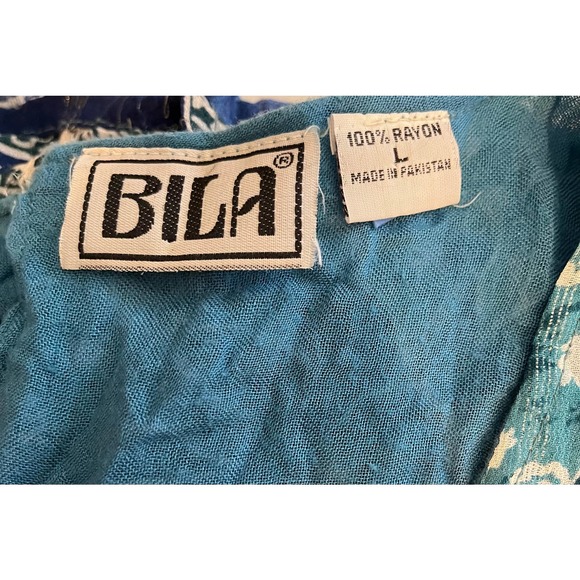 BILA®
100% RAYON
L
MADE IN PAKISTAN